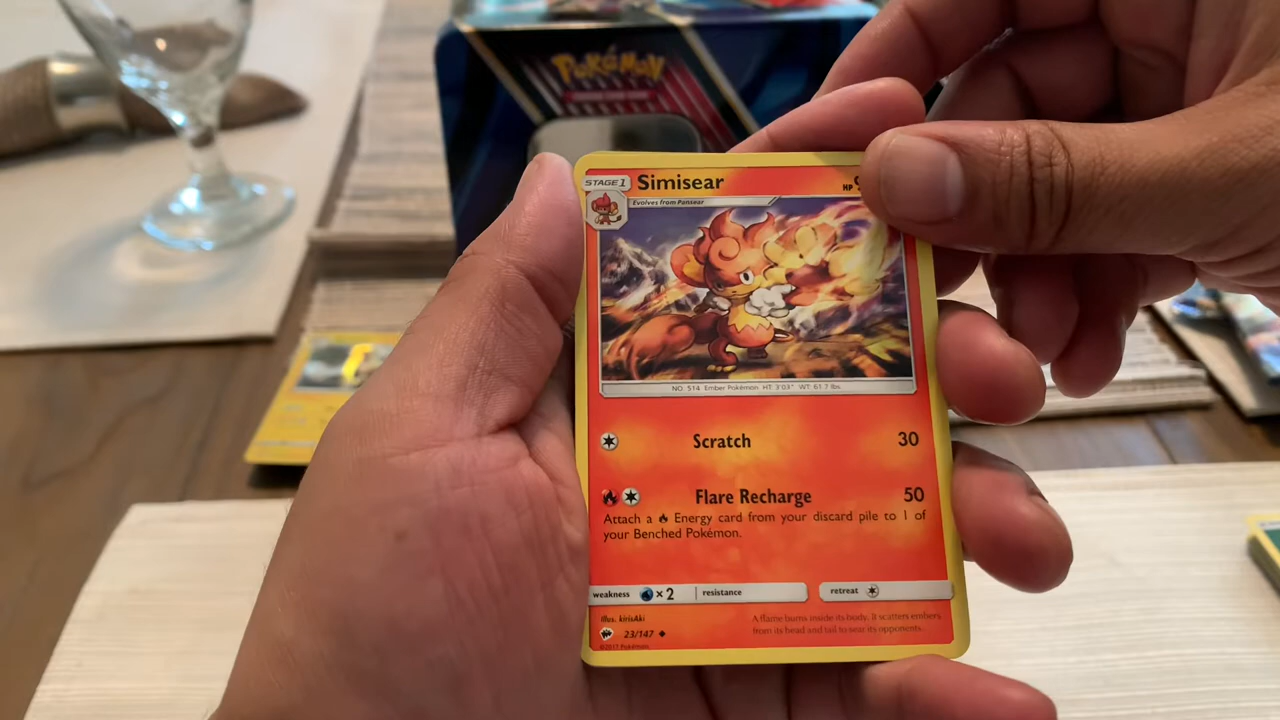 Pokémon
STAGE 1 Simisear HP
Evolves from Pansear
NO. 514 Ember Pokémon HT: 3'03" WT: 61.7 lbs.
Scratch 30
Flare Recharge 50
Attach a Energy card from your discard pile to 1 of
your Benched Pokémon.
weakness ×2 resistance retreat
Illus. kirisAki
23/147
©2017 Pokémon
A flame burns inside its body. It scatters embers
from its head and tail to sear its opponents.